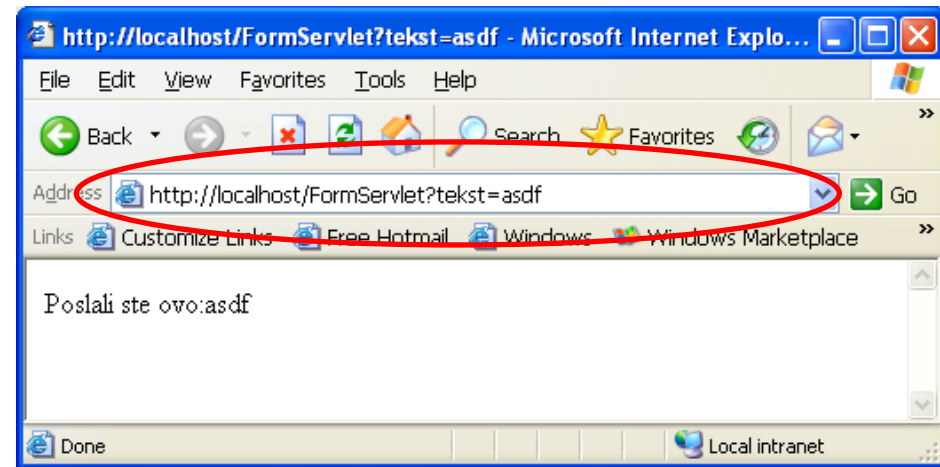 http://localhost/FormServlet?tekst=asdf - Microsoft Internet Explo...
File Edit View Favorites Tools Help
Back Search Favorites »
Address http://localhost/FormServlet?tekst=asdf Go
Links Customize Links Free Hotmail Windows Windows Marketplace »
Poslali ste ovo:asdf
Done Local intranet